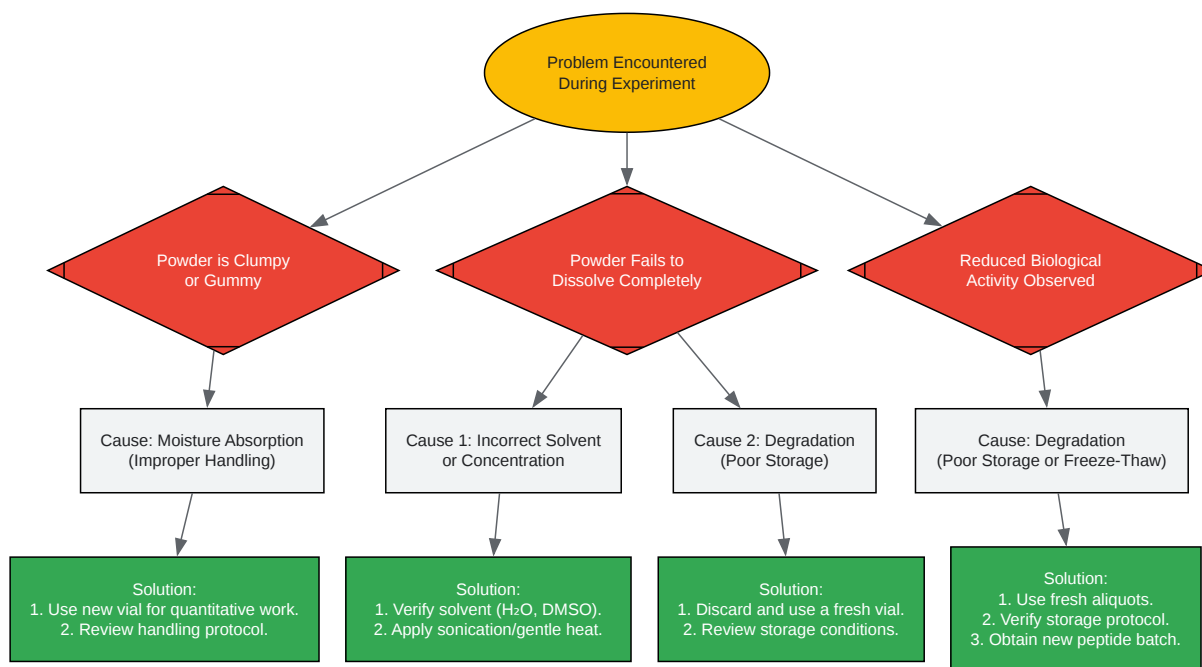 Problem Encountered
During Experiment
Powder is Clumpy
or Gummy
Powder Fails to
Dissolve Completely
Reduced Biological
Activity Observed
Cause: Moisture Absorption
(Improper Handling)
Cause 1: Incorrect Solvent
or Concentration
Cause 2: Degradation
(Poor Storage)
Cause: Degradation
(Poor Storage or Freeze-Thaw)
Solution:
1. Use new vial for quantitative work.
2. Review handling protocol.
Solution:
1. Verify solvent (H₂O, DMSO).
2. Apply sonication/gentle heat.
Solution:
1. Discard and use a fresh vial.
2. Review storage conditions.
Solution:
1. Use fresh aliquots.
2. Verify storage protocol.
3. Obtain new peptide batch.